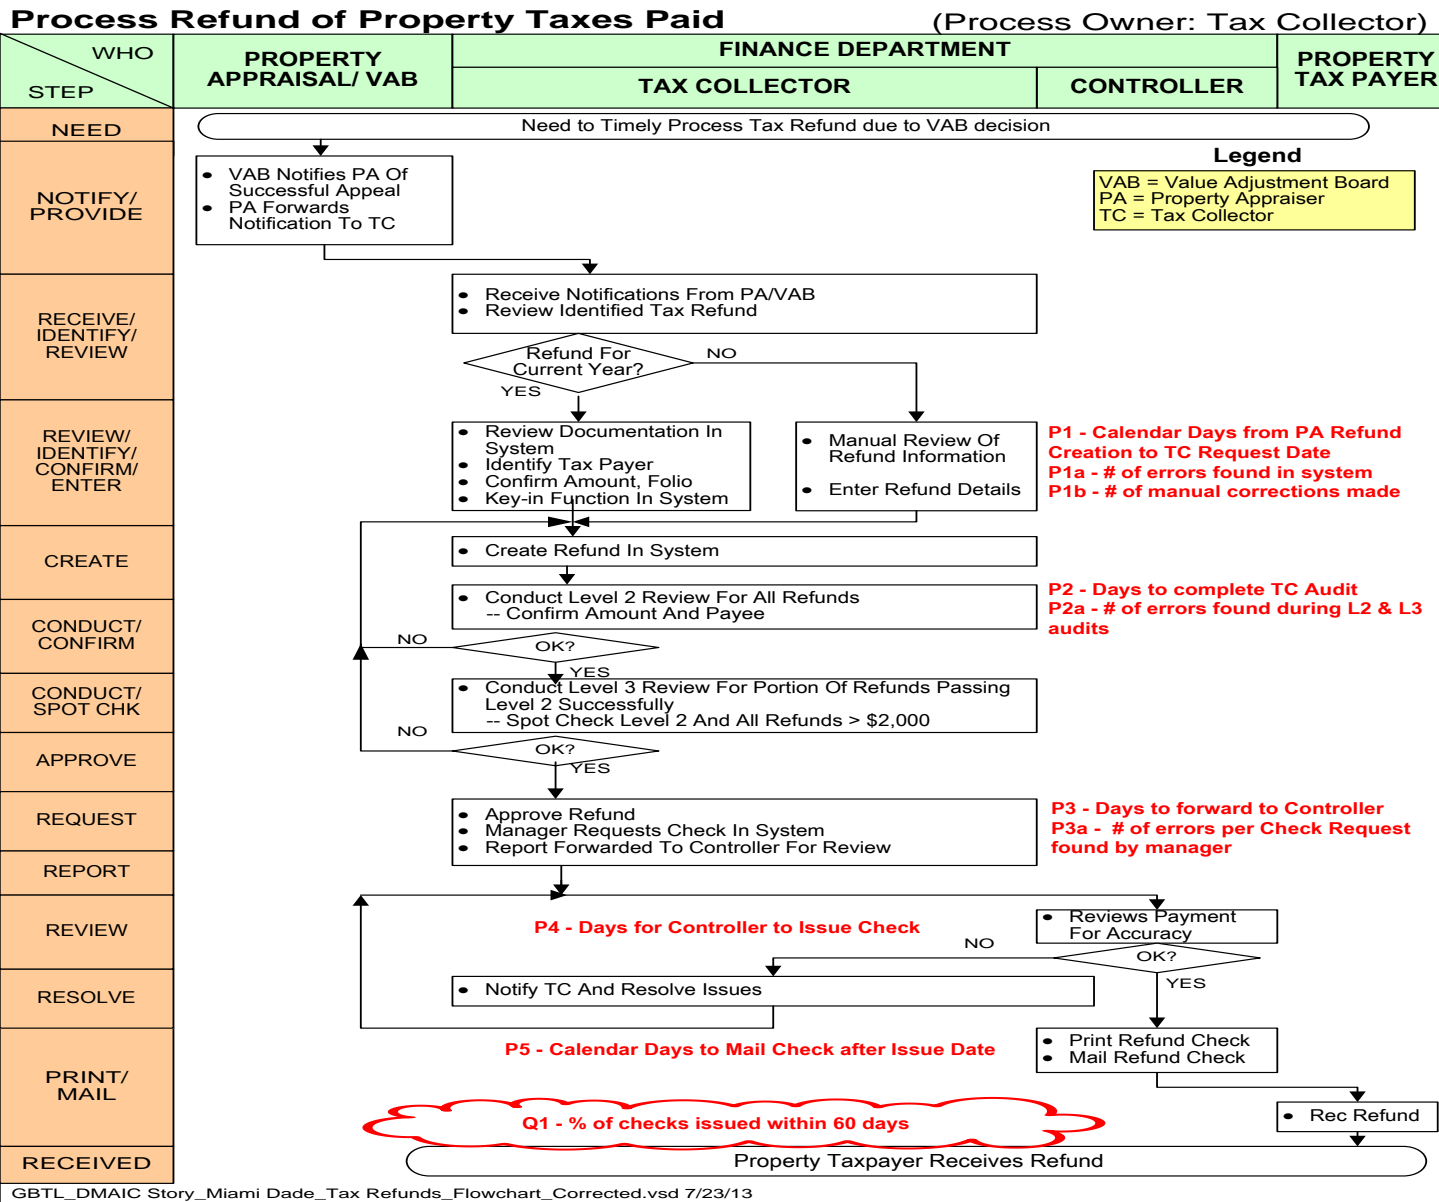 Process Refund of Property Taxes Paid
(Process Owner: Tax Collector)
WHO
STEP
PROPERTY
APPRAISAL/ VAB
FINANCE DEPARTMENT
TAX COLLECTOR
CONTROLLER
PROPERTY
TAX PAYER
NEED
Need to Timely Process Tax Refund due to VAB decision
NOTIFY/
PROVIDE
• VAB Notifies PA Of
Successful Appeal
• PA Forwards
Notification To TC
Legend
VAB = Value Adjustment Board
PA = Property Appraiser
TC = Tax Collector
RECEIVE/
IDENTIFY/
REVIEW
• Receive Notifications From PA/VAB
• Review Identified Tax Refund
Refund For
Current Year?
NO
YES
REVIEW/
IDENTIFY/
CONFIRM/
ENTER
• Review Documentation In
System
• Identify Tax Payer
• Confirm Amount, Folio
• Key-in Function In System
• Manual Review Of
Refund Information
• Enter Refund Details
P1 - Calendar Days from PA Refund
Creation to TC Request Date
P1a - # of errors found in system
P1b - # of manual corrections made
CREATE
• Create Refund In System
CONDUCT/
CONFIRM
• Conduct Level 2 Review For All Refunds
-- Confirm Amount And Payee
P2 - Days to complete TC Audit
P2a - # of errors found during L2 & L3
audits
NO
OK?
YES
CONDUCT/
SPOT CHK
• Conduct Level 3 Review For Portion Of Refunds Passing
Level 2 Successfully
-- Spot Check Level 2 And All Refunds > $2,000
NO
APPROVE
OK?
YES
REQUEST
• Approve Refund
• Manager Requests Check In System
• Report Forwarded To Controller For Review
P3 - Days to forward to Controller
P3a - # of errors per Check Request
found by manager
REPORT
REVIEW
P4 - Days for Controller to Issue Check
• Reviews Payment
For Accuracy
NO
OK?
YES
RESOLVE
• Notify TC And Resolve Issues
PRINT/
MAIL
P5 - Calendar Days to Mail Check after Issue Date
• Print Refund Check
• Mail Refund Check
Q1 - % of checks issued within 60 days
• Rec Refund
RECEIVED
Property Taxpayer Receives Refund
GBTL_DMAIC Story_Miami Dade_Tax Refunds_Flowchart_Corrected.vsd 7/23/13